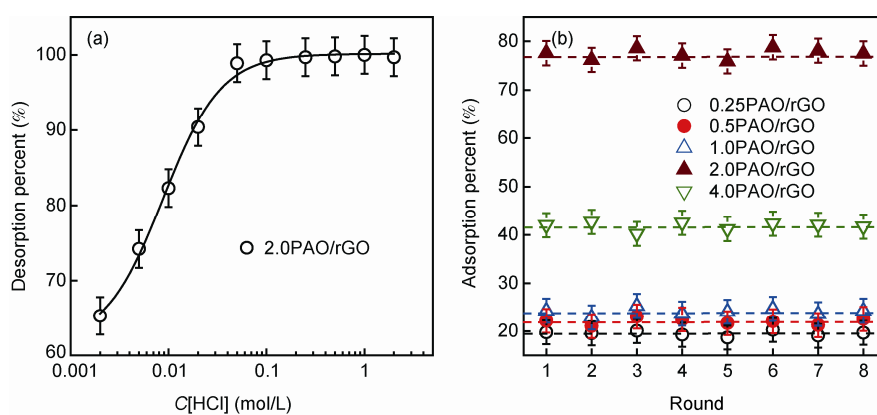 (a)
Desorption percent (%)
100
90
80
70
60
2.0PAO/rGO
0.001
0.01
0.1
1
C[HCl] (mol/L)
(b)
Adsorption percent (%)
80
70
60
50
40
30
20
0.25PAO/rGO
0.5PAO/rGO
1.0PAO/rGO
2.0PAO/rGO
4.0PAO/rGO
1 2 3 4 5 6 7 8
Round